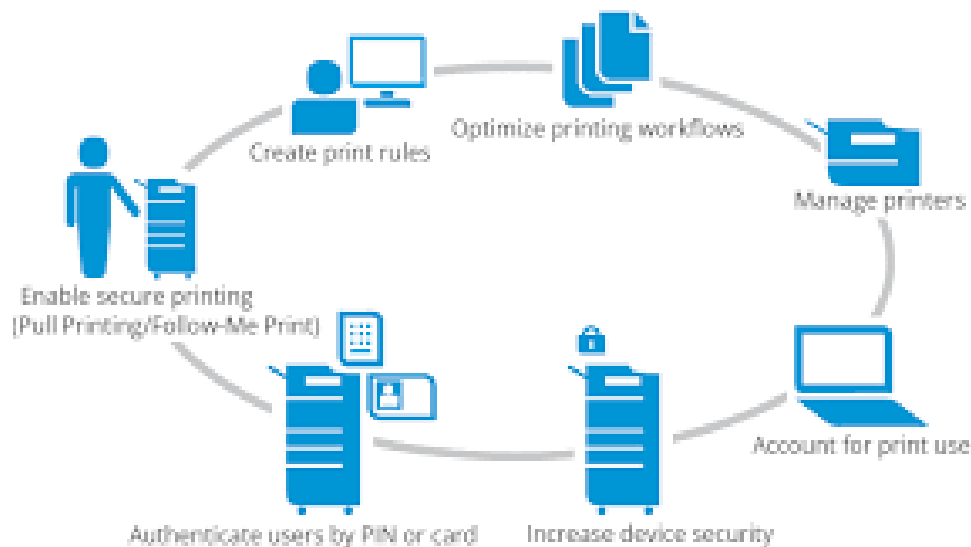 Optimize printing workflows
Create print rules
Manage printers
Enable secure printing
(Pull Printing/Follow-Me Print)
Account for print use
Authenticate users by PIN or card
Increase device security